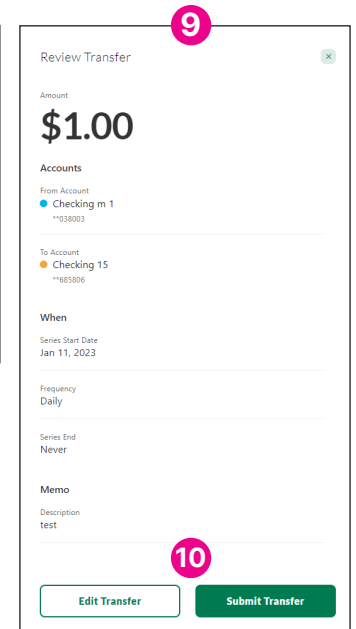 9
Review Transfer
×
Amount
$1.00
Accounts
From Account
Checking m 1
**038003
To Account
Checking 15
**685806
When
Series Start Date
Jan 11, 2023
Frequency
Daily
Series End
Never
Memo
Description
test
10
Edit Transfer Submit Transfer